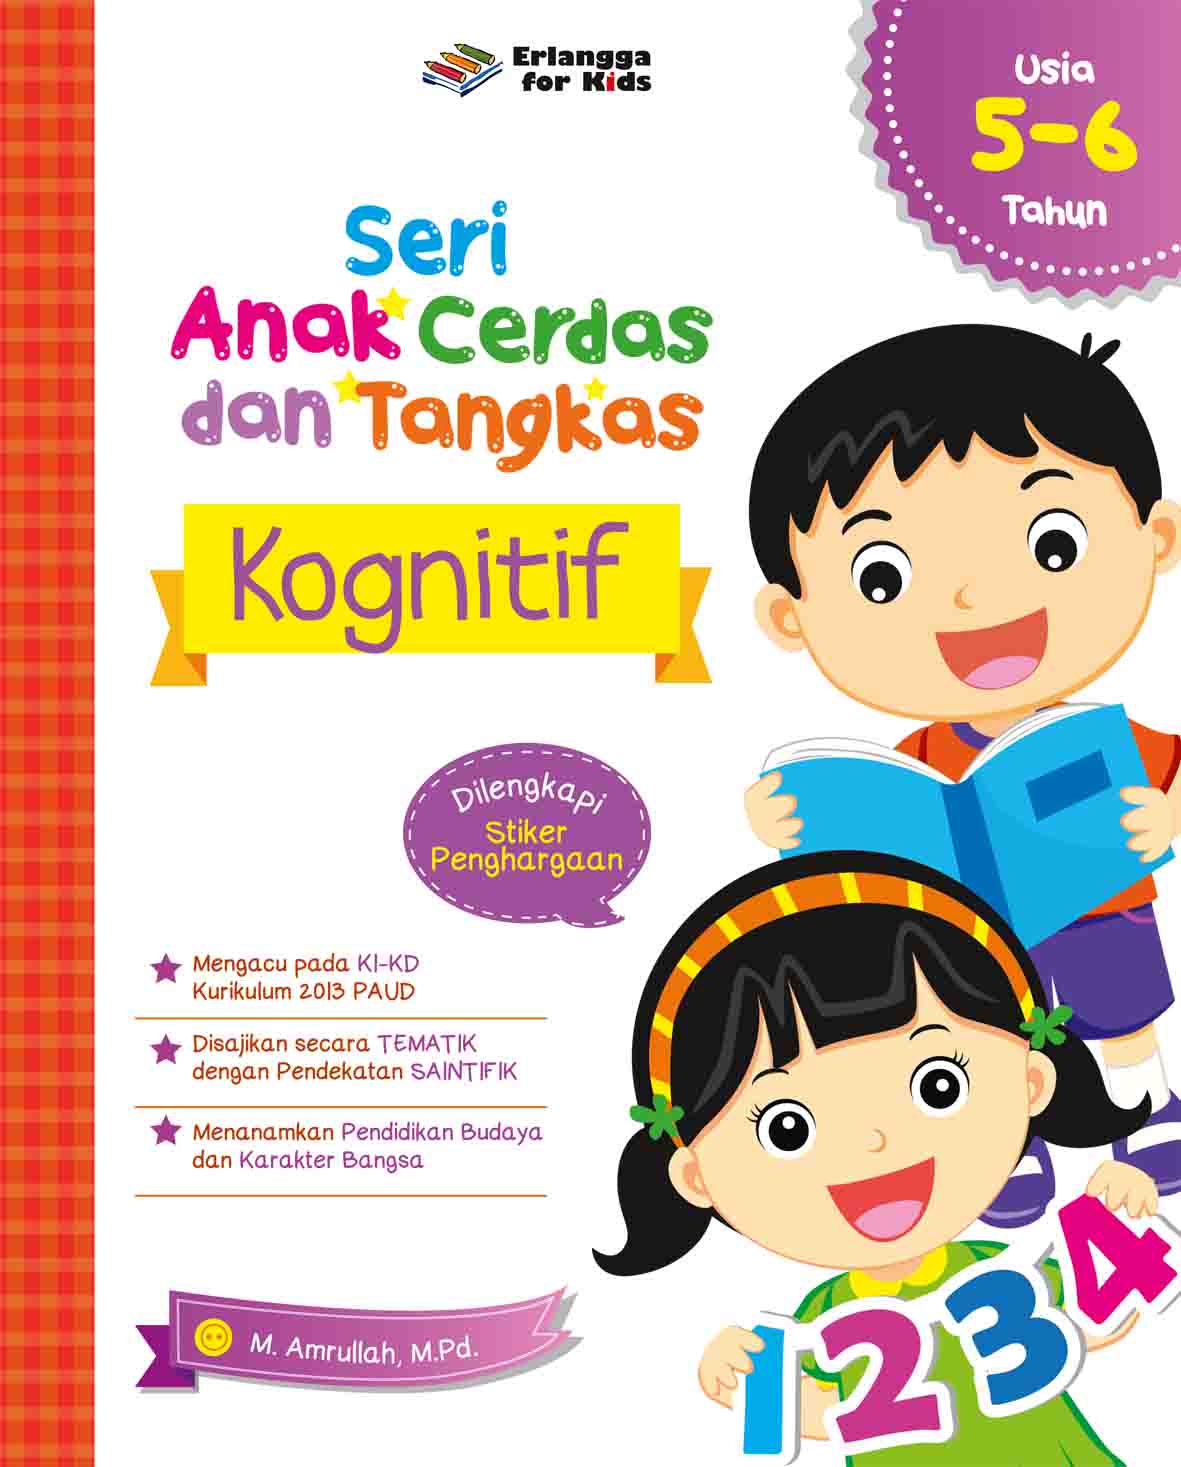 Erlangga
for Kids
Usia
5-6
Tahun
Seri
Anak Cerdas
dan Tangkas
Kognitif
Dilengkapi
Stiker
Penghargaan
Mengacu pada KI-KD
Kurikulum 2013 PAUD
Disajikan secara TEMATIK
dengan Pendekatan SAINTIFIK
Menanamkan Pendidikan Budaya
dan Karakter Bangsa
M. Amrullah, M.Pd.
1234